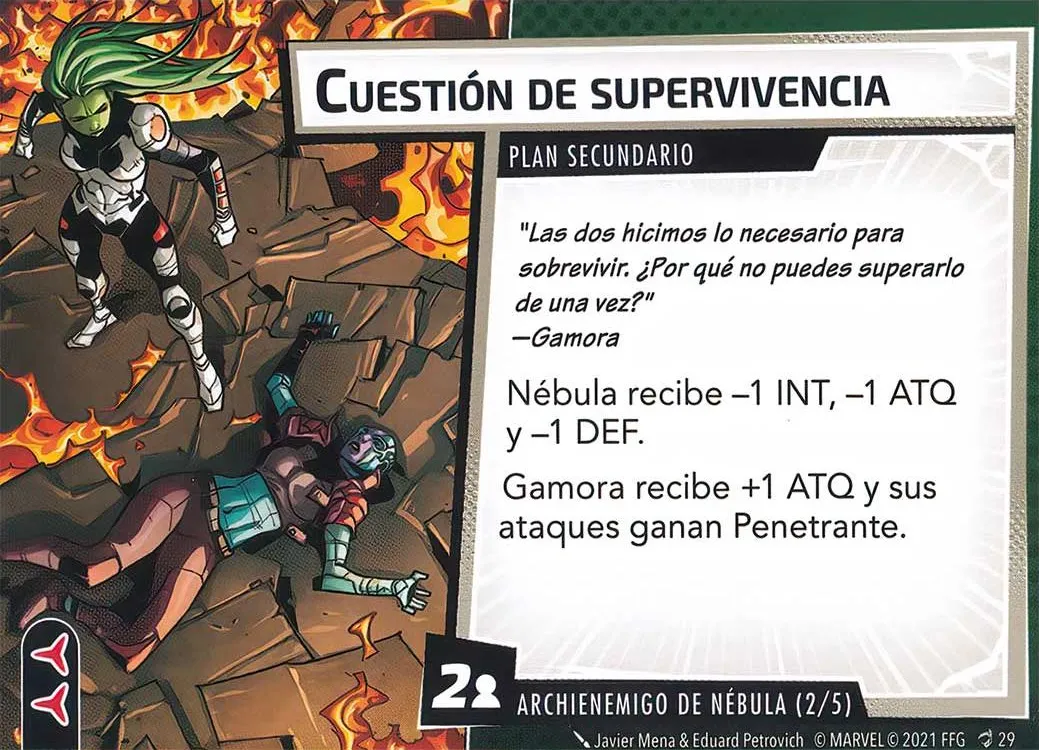 CUESTIÓN DE SUPERVIVENCIA
PLAN SECUNDARIO
"Las dos hicimos lo necesario para
sobrevivir. ¿Por qué no puedes superarlo
de una vez?"
—Gamora
Nébula recibe –1 INT, –1 ATQ
y –1 DEF.
Gamora recibe +1 ATQ y sus
ataques ganan Penetrante.
2
ARCHIENEMIGO DE NÉBULA (2/5)
Javier Mena & Eduard Petrovich © MARVEL © 2021 FFG 29